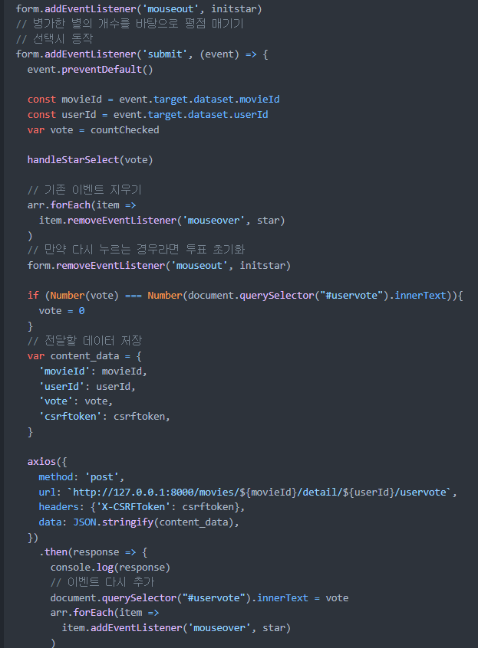 form.addEventListener('mouseout', initstar)
// 평가한 별의 개수를 바탕으로 평점 매기기
// 선택시 동작
form.addEventListener('submit', (event) => {
  event.preventDefault()

  const movieId = event.target.dataset.movieId
  const userId = event.target.dataset.userId
  var vote = countChecked

  handleStarSelect(vote)

  // 기존 이벤트 지우기
  arr.forEach(item =>
    item.removeEventListener('mouseover', star)
  )
  // 만약 다시 누르는 경우라면 투표 초기화
  form.removeEventListener('mouseout', initstar)

  if (Number(vote) === Number(document.querySelector("#uservote").innerText)){
    vote = 0
  }
  // 전달할 데이터 저장
  var content_data = {
    'movieId': movieId,
    'userId': userId,
    'vote': vote,
    'csrftoken': csrftoken,
  }

  axios({
    method: 'post',
    url: `http://127.0.0.1:8000/movies/${movieId}/detail/${userId}/uservote`,
    headers: {'X-CSRFToken': csrftoken},
    data: JSON.stringify(content_data),
  })
    .then(response => {
      console.log(response)
      // 이벤트 다시 추가
      document.querySelector("#uservote").innerText = vote
      arr.forEach(item =>
        item.addEventListener('mouseover', star)
      )